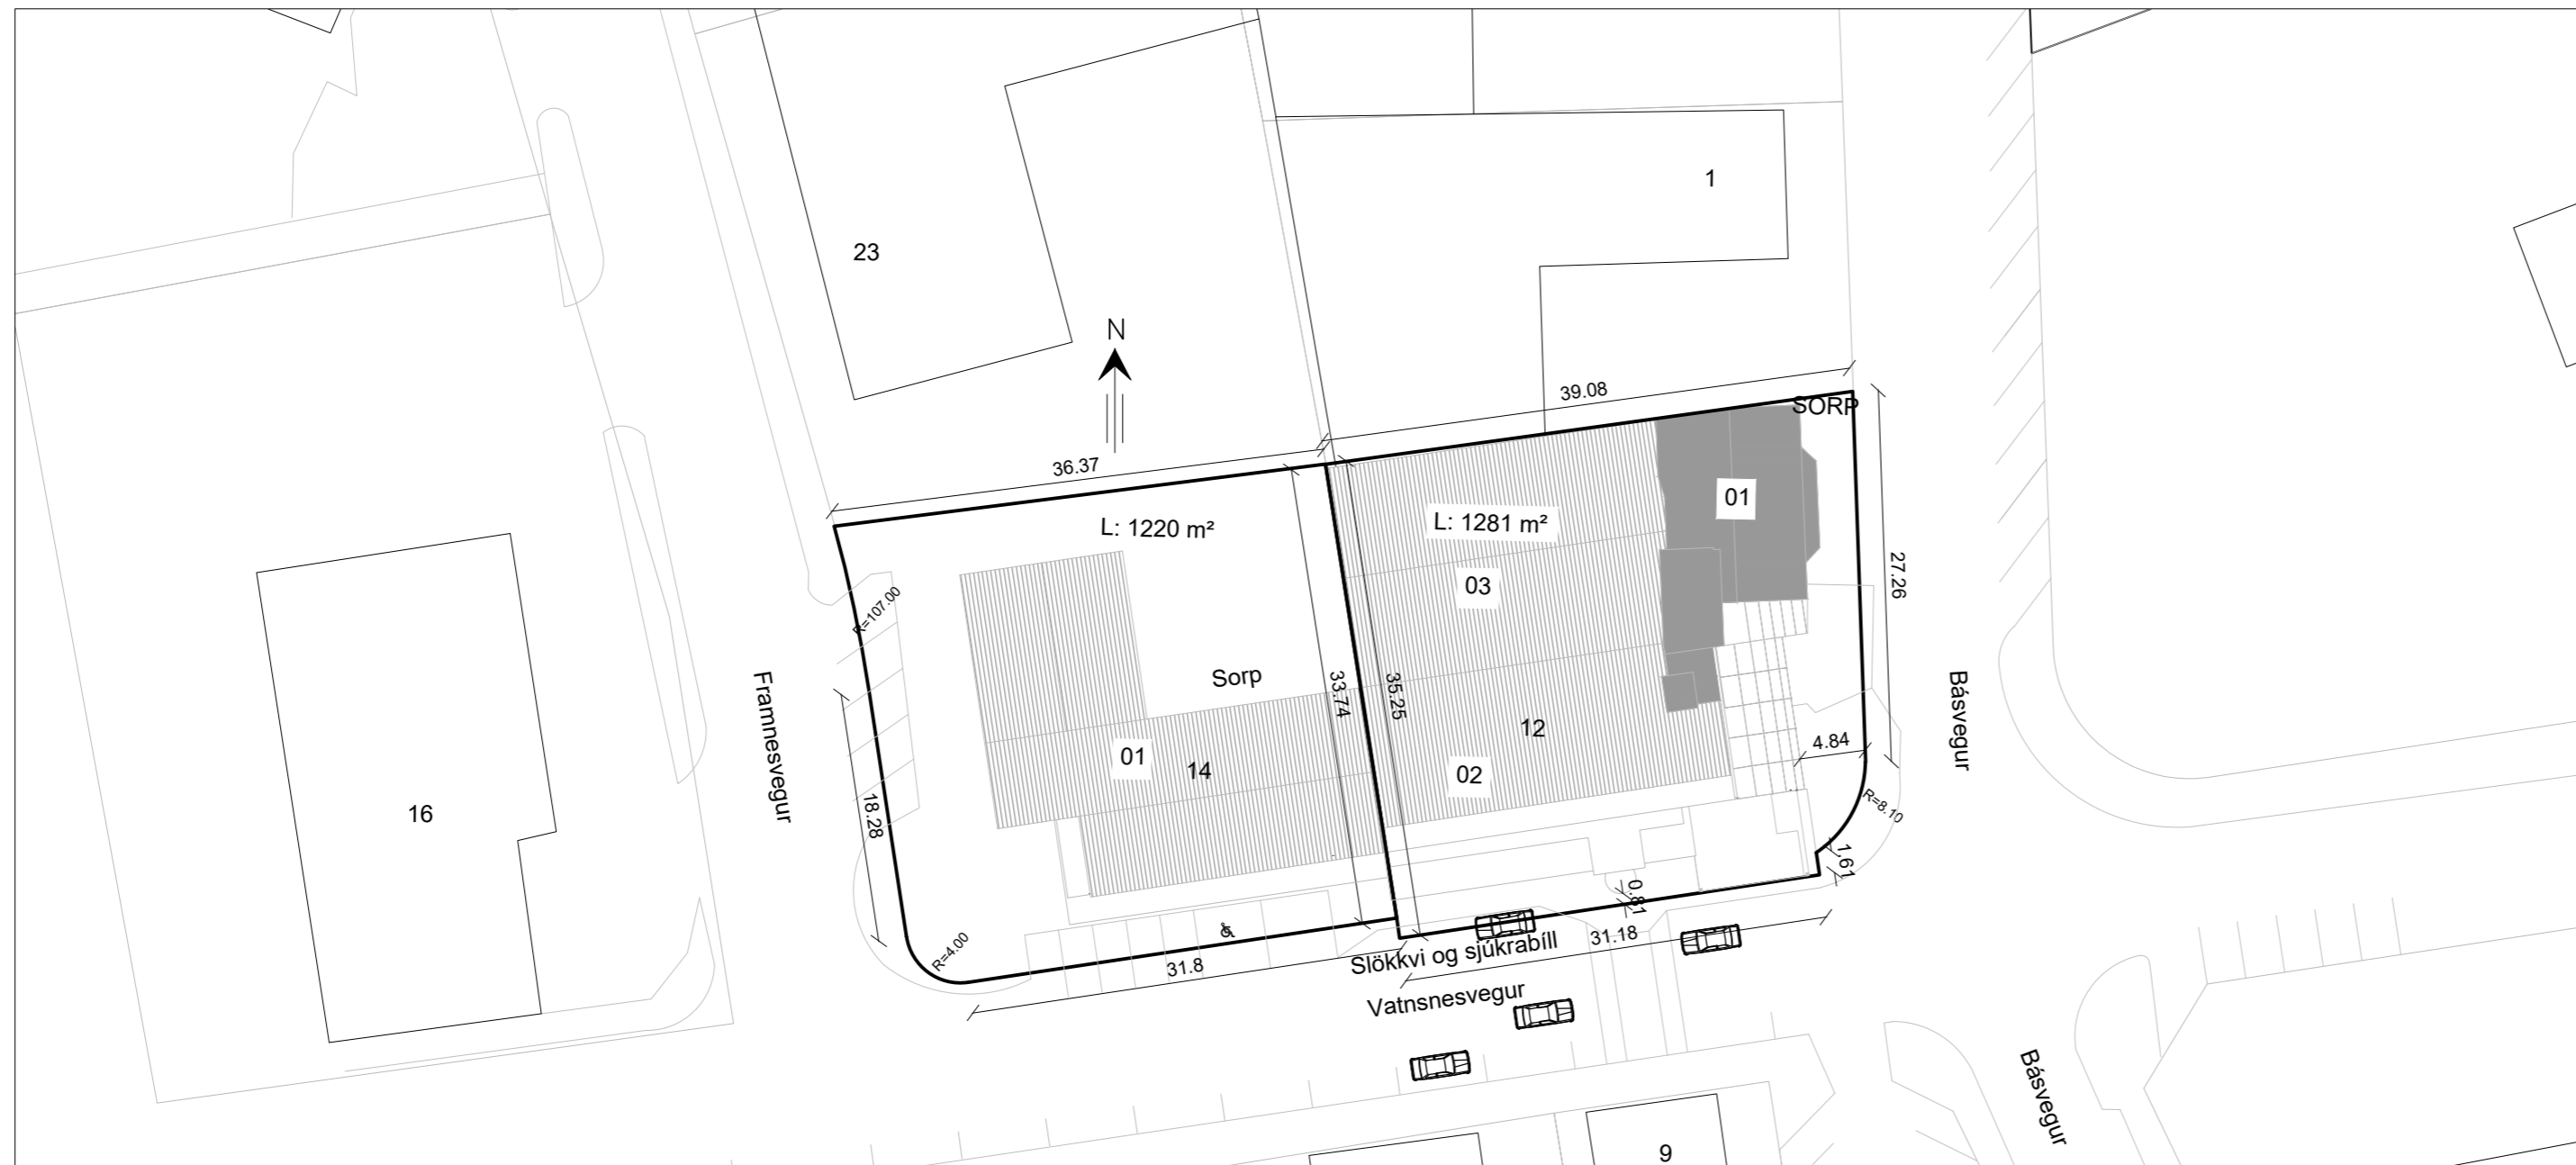 1
23
N
39.08
SORP
36.37
01
L: 1220 m²
L: 1281 m²
03
27.26
R=107.00
Sorp
33.74
35.25
Framnesvegur
Básvegur
12
4.84
01
14
02
R=8.10
16
18.28
1,61
0.81
R=4.00
31.18
Slökkvi og sjúkrabíll
31.8
Vatnsnesvegur
Básvegur
9